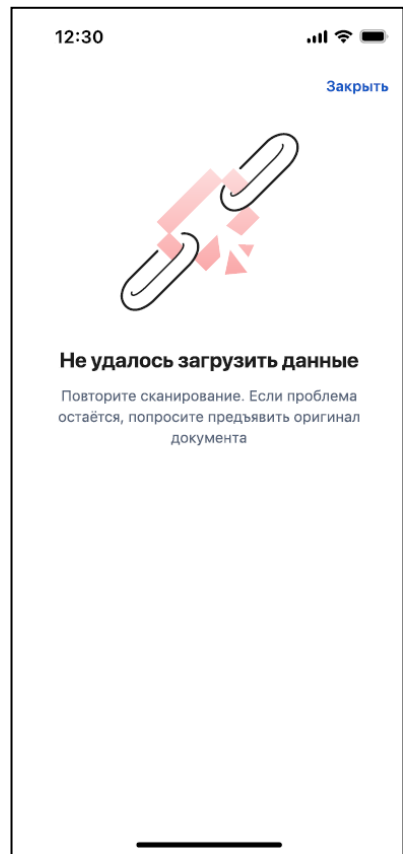 12:30
Закрыть
Не удалось загрузить данные
Повторите сканирование. Если проблема
остаётся, попросите предъявить оригинал
документа